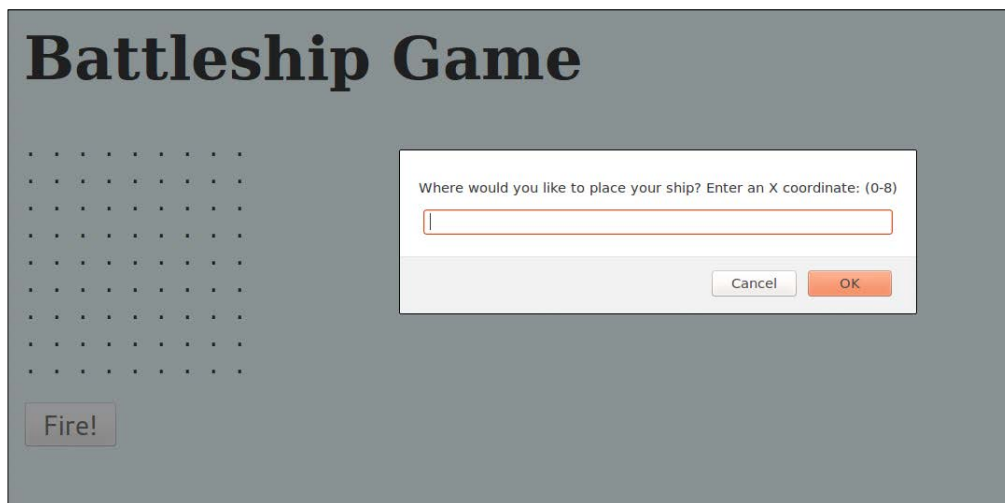 Battleship Game
. . . . . . . . .
. . . . . . . . .
. . . . . . . . .
. . . . . . . . .
. . . . . . . . .
. . . . . . . . .
. . . . . . . . .
. . . . . . . . .
. . . . . . . . .
Where would you like to place your ship? Enter an X coordinate: (0-8)
Cancel OK
Fire!